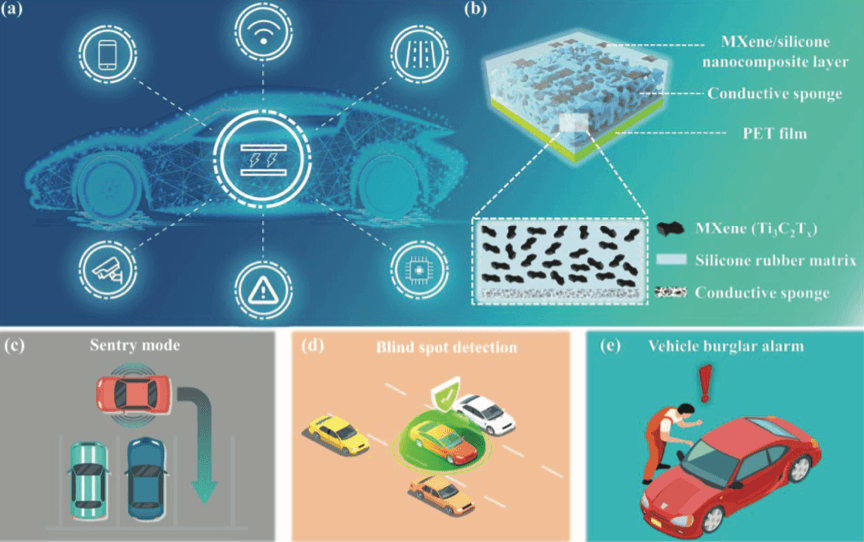 (a)
(b)
MXene/silicone
nanocomposite layer
Conductive sponge
PET film
MXene (Ti₃C₂Tₓ)
Silicone rubber matrix
Conductive sponge
(c)
Sentry mode
(d)
Blind spot detection
(e)
Vehicle burglar alarm